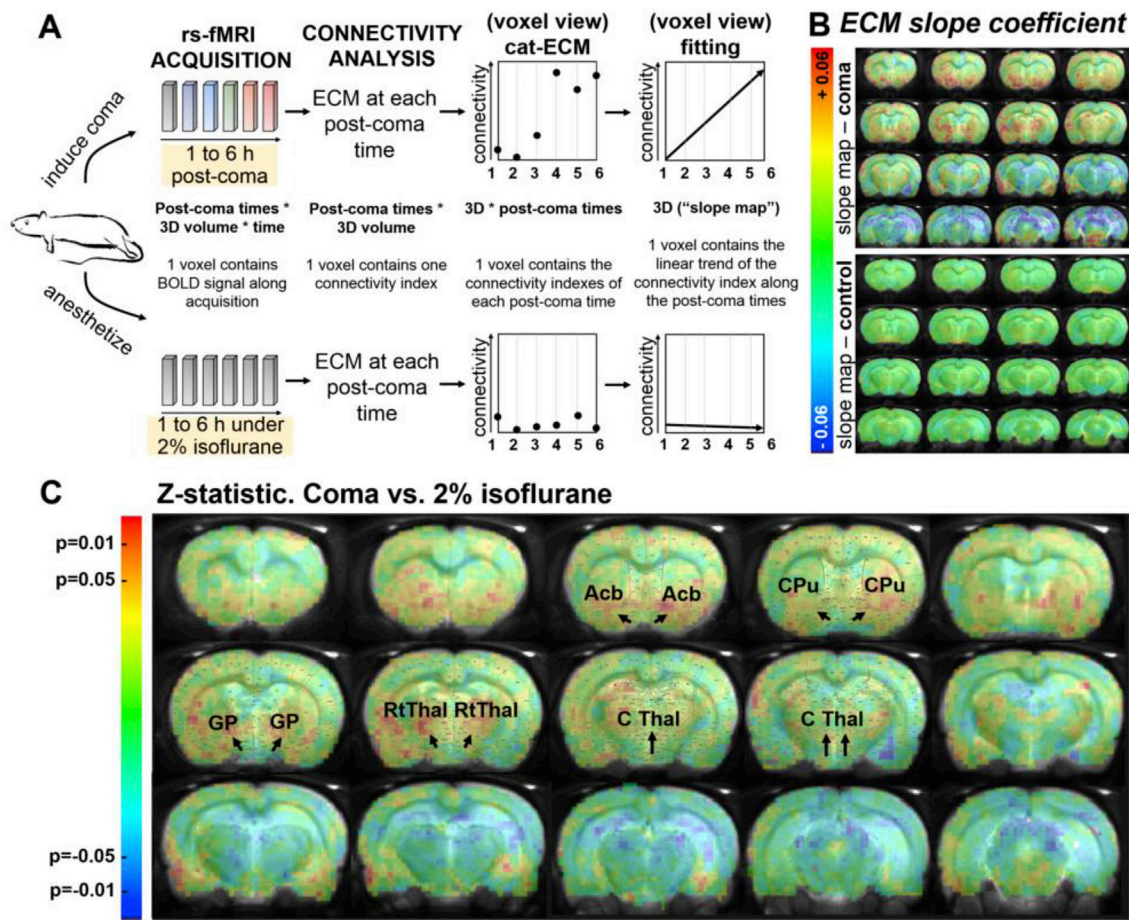 A
rs-fMRI
ACQUISITION
CONNECTIVITY
ANALYSIS
(voxel view)
cat-ECM
(voxel view)
fitting
induce coma
1 to 6 h
post-coma
ECM at each
post-coma
time
connectivity
1 2 3 4 5 6
connectivity
1 2 3 4 5 6
Post-coma times *
3D volume * time
Post-coma times *
3D volume
3D * post-coma times
3D (“slope map”)
1 voxel contains
BOLD signal along
acquisition
1 voxel contains one
connectivity index
1 voxel contains the
connectivity indexes of
each post-coma time
1 voxel contains the
linear trend of the
connectivity index along
the post-coma times
anesthetize
1 to 6 h under
2% isoflurane
ECM at each
post-coma
time
connectivity
1 2 3 4 5 6
connectivity
1 2 3 4 5 6
B ECM slope coefficient
+ 0.06
- 0.06
slope map – coma
slope map – control
C Z-statistic. Coma vs. 2% isoflurane
p=0.01
p=0.05
p=-0.05
p=-0.01
Acb Acb
CPu CPu
GP GP
RtThal RtThal
C Thal
C Thal